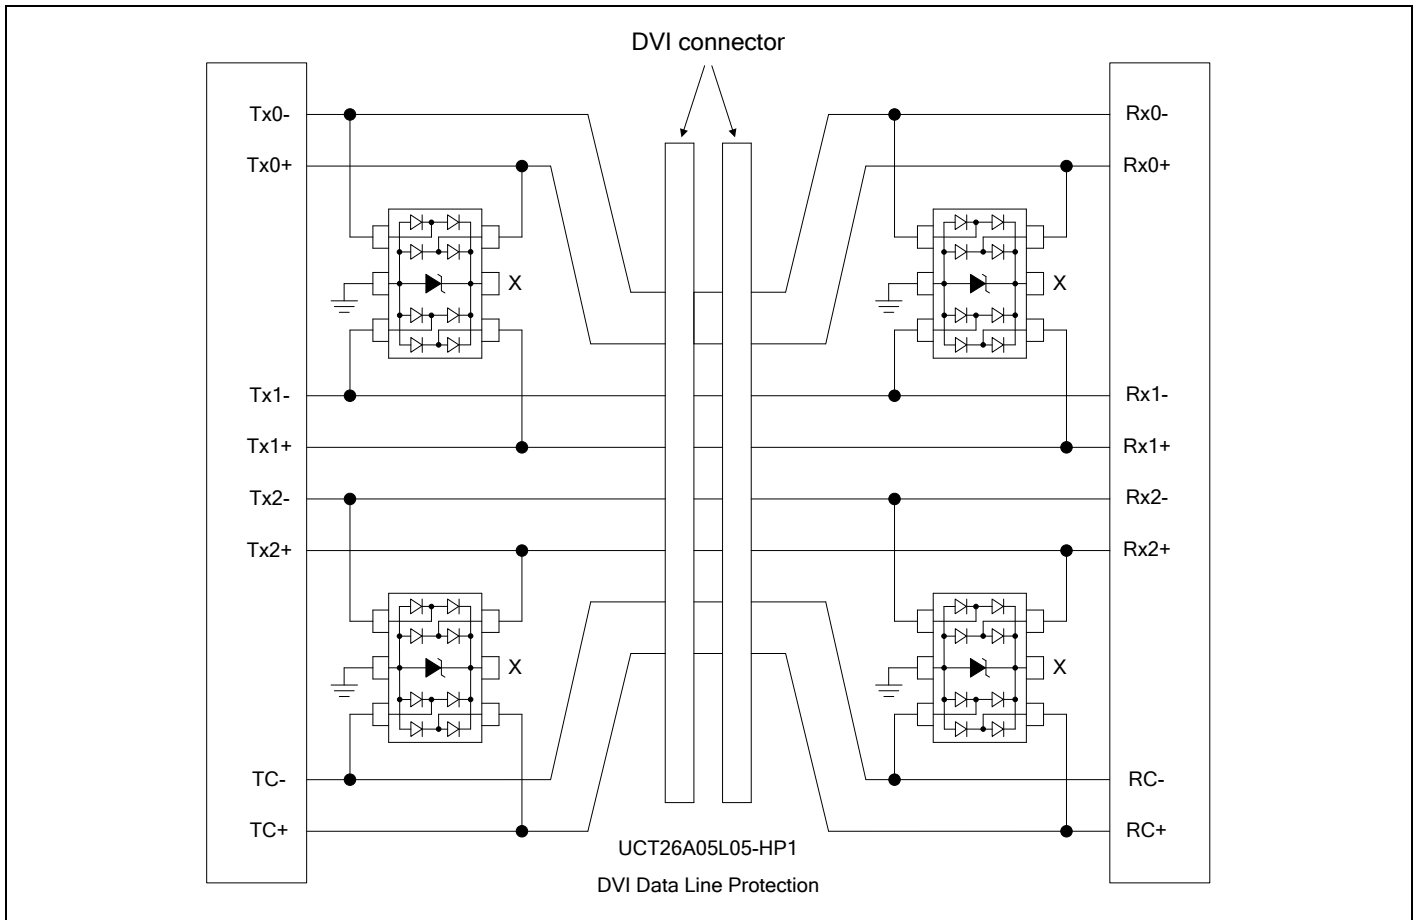 DVI connector
Tx0-
Rx0-
Tx0+
Rx0+
X
X
Tx1-
Rx1-
Tx1+
Rx1+
Tx2-
Rx2-
Tx2+
Rx2+
X
X
TC-
RC-
TC+
RC+
UCT26A05L05-HP1
DVI Data Line Protection